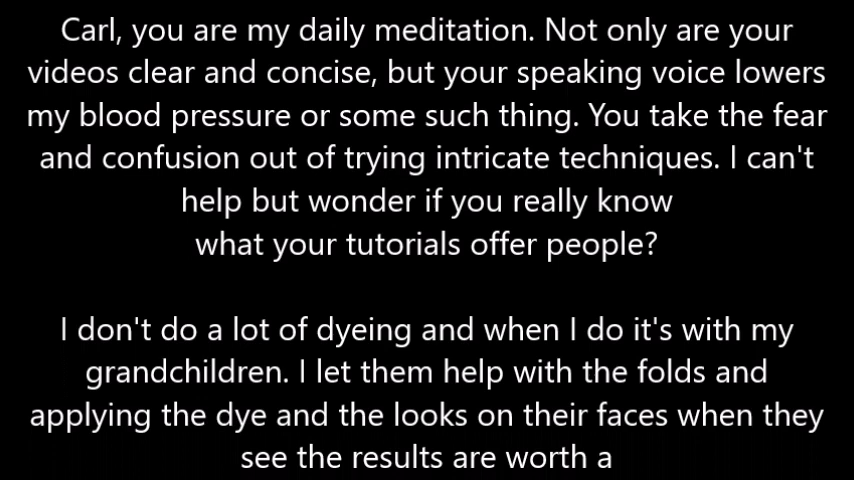 Carl, you are my daily meditation. Not only are your
videos clear and concise, but your speaking voice lowers
my blood pressure or some such thing. You take the fear
and confusion out of trying intricate techniques. I can't
help but wonder if you really know
what your tutorials offer people?
I don't do a lot of dyeing and when I do it's with my
grandchildren. I let them help with the folds and
applying the dye and the looks on their faces when they
see the results are worth a